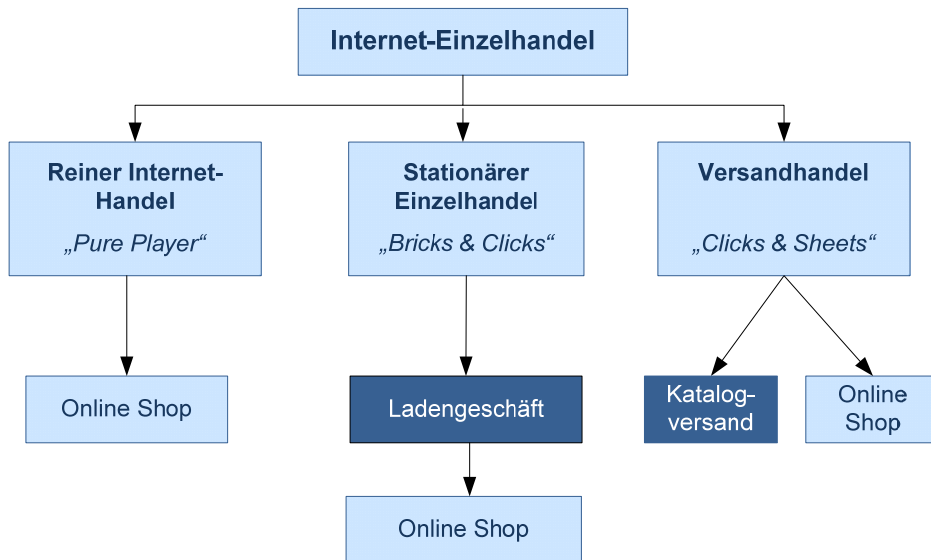 Internet-Einzelhandel
Reiner Internet-
Handel
„Pure Player“
Stationärer
Einzelhandel
„Bricks & Clicks“
Versandhandel
„Clicks & Sheets“
Online Shop
Ladengeschäft
Katalog-
versand
Online
Shop
Online Shop